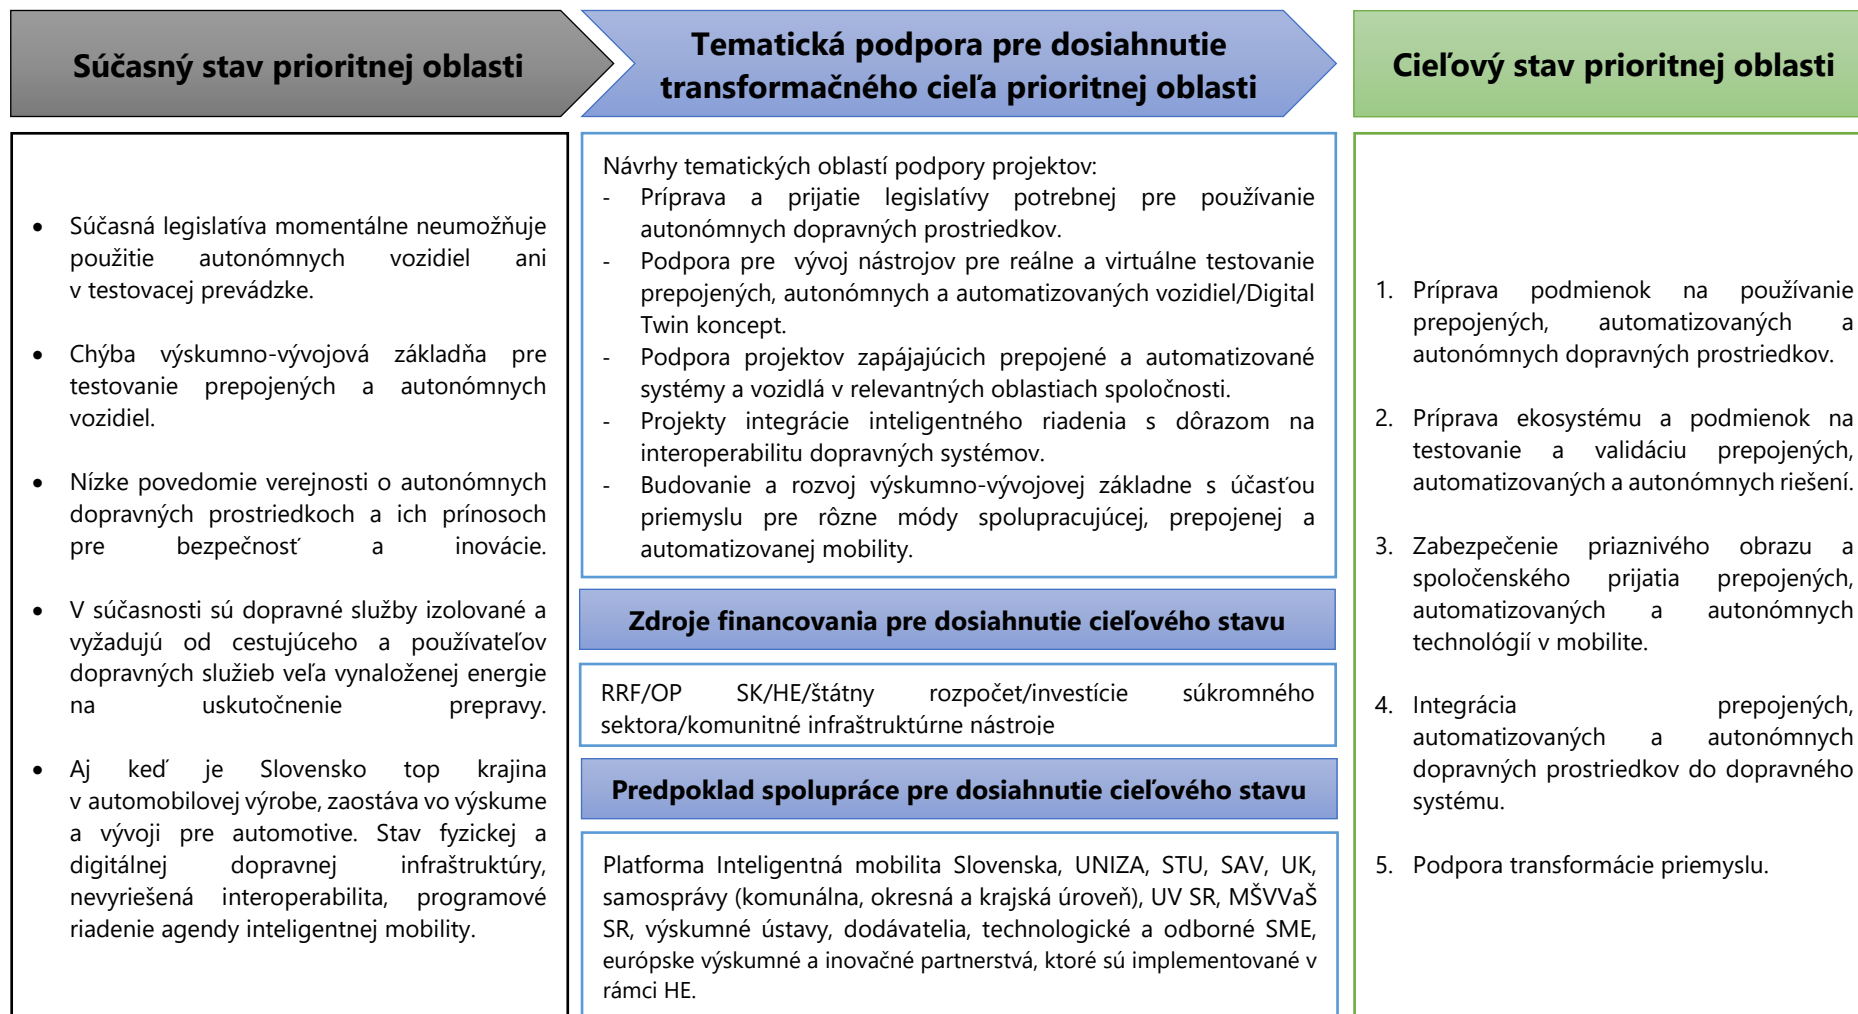 Súčasný stav prioritnej oblasti
Súčasná legislatíva momentálne neumožňuje
použitie autonómnych vozidiel ani
v testovacej prevádzke.
Chýba výskumno-vývojová základňa pre
testovanie prepojených a autonómnych
vozidiel.
Nízke povedomie verejnosti o autonómnych
dopravných prostriedkoch a ich prínosoch
pre bezpečnosť a inovácie.
V súčasnosti sú dopravné služby izolované a
vyžadujú od cestujúceho a používateľov
dopravných služieb veľa vynaloženej energie
na uskutočnenie prepravy.
Aj keď je Slovensko top krajina
v automobilovej výrobe, zaostáva vo výskume
a vývoji pre automotive. Stav fyzickej a
digitálnej dopravnej infraštruktúry,
nevyriešená interoperabilita, programové
riadenie agendy inteligentnej mobility.
Tematická podpora pre dosiahnutie
transformačného cieľa prioritnej oblasti
Návrhy tematických oblastí podpory projektov:
- Príprava a prijatie legislatívy potrebnej pre používanie
autonómnych dopravných prostriedkov.
- Podpora pre vývoj nástrojov pre reálne a virtuálne testovanie
prepojených, autonómnych a automatizovaných vozidiel/Digital
Twin koncept.
- Podpora projektov zapájajúcich prepojené a automatizované
systémy a vozidlá v relevantných oblastiach spoločnosti.
- Projekty integrácie inteligentného riadenia s dôrazom na
interoperabilitu dopravných systémov.
- Budovanie a rozvoj výskumno-vývojovej základne s účasťou
priemyslu pre rôzne módy spolupracujúcej, prepojenej a
automatizovanej mobility.
Zdroje financovania pre dosiahnutie cieľového stavu
RRF/OP SK/HE/štátny rozpočet/investície súkromného
sektora/komunitné infraštruktúrne nástroje
Predpoklad spolupráce pre dosiahnutie cieľového stavu
Platforma Inteligentná mobilita Slovenska, UNIZA, STU, SAV, UK,
samosprávy (komunálna, okresná a krajská úroveň), UV SR, MŠVVaŠ
SR, výskumné ústavy, dodávatelia, technologické a odborné SME,
európske výskumné a inovačné partnerstvá, ktoré sú implementované v
rámci HE.
Cieľový stav prioritnej oblasti
1. Príprava podmienok na používanie
prepojených, automatizovaných a
autonómnych dopravných prostriedkov.
2. Príprava ekosystému a podmienok na
testovanie a validáciu prepojených,
automatizovaných a autonómnych riešení.
3. Zabezpečenie priaznivého obrazu a
spoločenského prijatia prepojených,
automatizovaných a autonómnych
technológií v mobilite.
4. Integrácia prepojených,
automatizovaných a autonómnych
dopravných prostriedkov do dopravného
systému.
5. Podpora transformácie priemyslu.